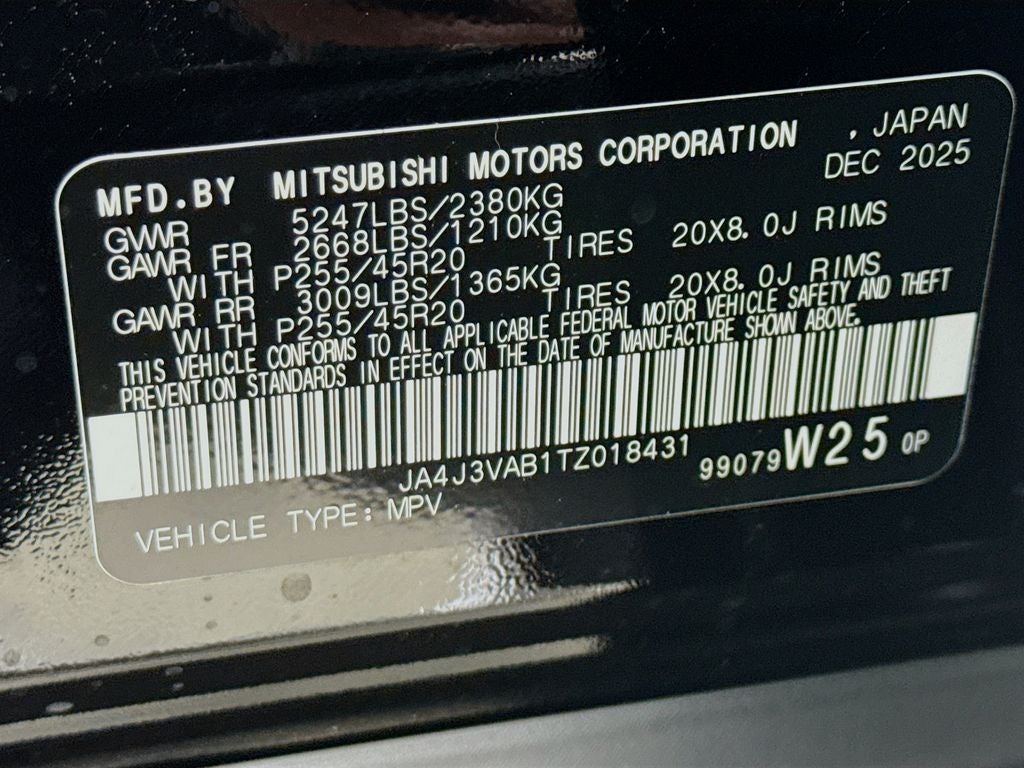 MFD.BY MITSUBISHI MOTORS CORPORATION , JAPAN
DEC 2025
GVWR 5247LBS/2380KG
GAWR FR 2668LBS/1210KG
WITH P255/45R20 TIRES 20X8.0J RIMS
GAWR RR 3009LBS/1365KG
WITH P255/45R20 TIRES 20X8.0J RIMS
THIS VEHICLE CONFORMS TO ALL APPLICABLE FEDERAL MOTOR VEHICLE SAFETY AND THEFT
PREVENTION STANDARDS IN EFFECT ON THE DATE OF MANUFACTURE SHOWN ABOVE.
JA4J3VAB1TZ018431 99079W25 0P
VEHICLE TYPE: MPV